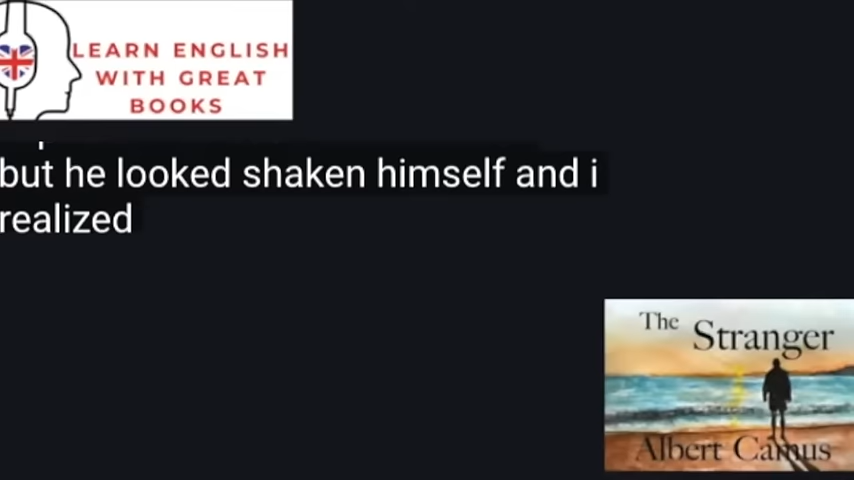 LEARN ENGLISH
WITH GREAT
BOOKS
but he looked shaken himself and i
realized
The Stranger
Albert Camus